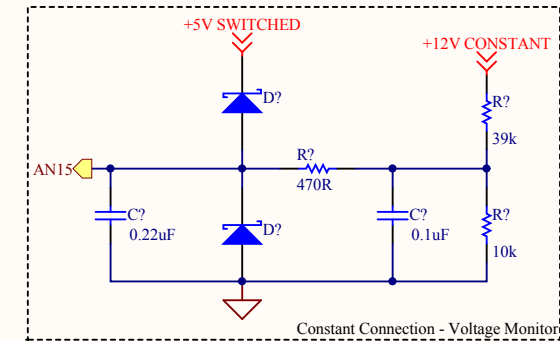 +5V SWITCHED
+12V CONSTANT
D?
R?
39k
R?
AN15
470R
C?
0.22uF
D?
C?
0.1uF
R?
10k
Constant Connection - Voltage Monitor